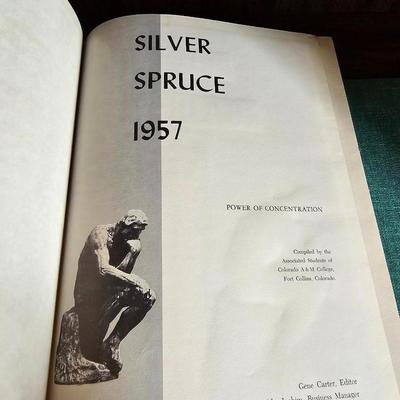 SILVER
SPRUCE
1957
POWER OF CONCENTRATION
Compiled by the
Associated Students of
Colorado A & M College,
Fort Collins, Colorado.
Gene Carter, Editor
Business Manager